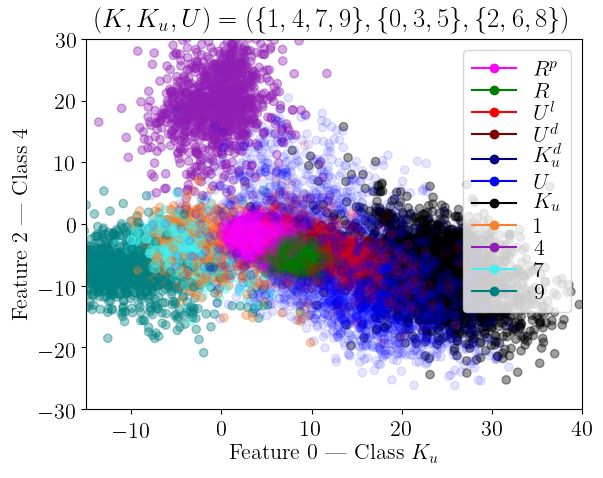 (K, K_u, U) = ({1, 4, 7, 9}, {0, 3, 5}, {2, 6, 8})
30
20
10
0
−10
−20
−30
Feature 2 — Class 4
R^p
R
U^l
U^d
K_u^d
U
K_u
1
4
7
9
−10
0
10
20
30
40
Feature 0 — Class K_u